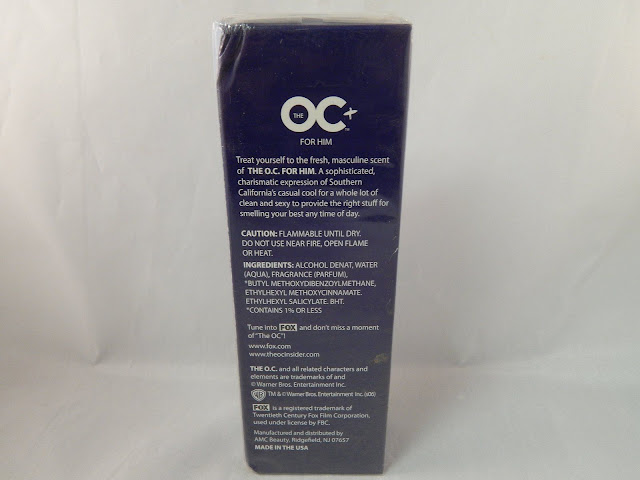 THE OC+ ™
FOR HIM
Treat yourself to the fresh, masculine scent
of THE O.C. FOR HIM. A sophisticated,
charismatic expression of Southern
California's casual cool for a whole lot of
clean and sexy to provide the right stuff for
smelling your best any time of day.
CAUTION: FLAMMABLE UNTIL DRY.
DO NOT USE NEAR FIRE, OPEN FLAME
OR HEAT.
INGREDIENTS: ALCOHOL DENAT, WATER
(AQUA), FRAGRANCE (PARFUM),
*BUTYL METHOXYDIBENZOYLMETHANE,
ETHYLHEXYL METHOXYCINNAMATE.
ETHYLHEXYL SALICYLATE. BHT.
*CONTAINS 1% OR LESS
Tune into FOX and don't miss a moment
of "The OC"!
www.fox.com
www.theocinsider.com
THE O.C. and all related characters and
elements are trademarks of and
© Warner Bros. Entertainment Inc.
WB TM & © Warner Bros. Entertainment Inc. (s06)
FOX is a registered trademark of
Twentieth Century Fox Film Corporation,
used under license by FBC.
Manufactured and distributed by
AMC Beauty, Ridgefield, NJ 07657
MADE IN THE USA